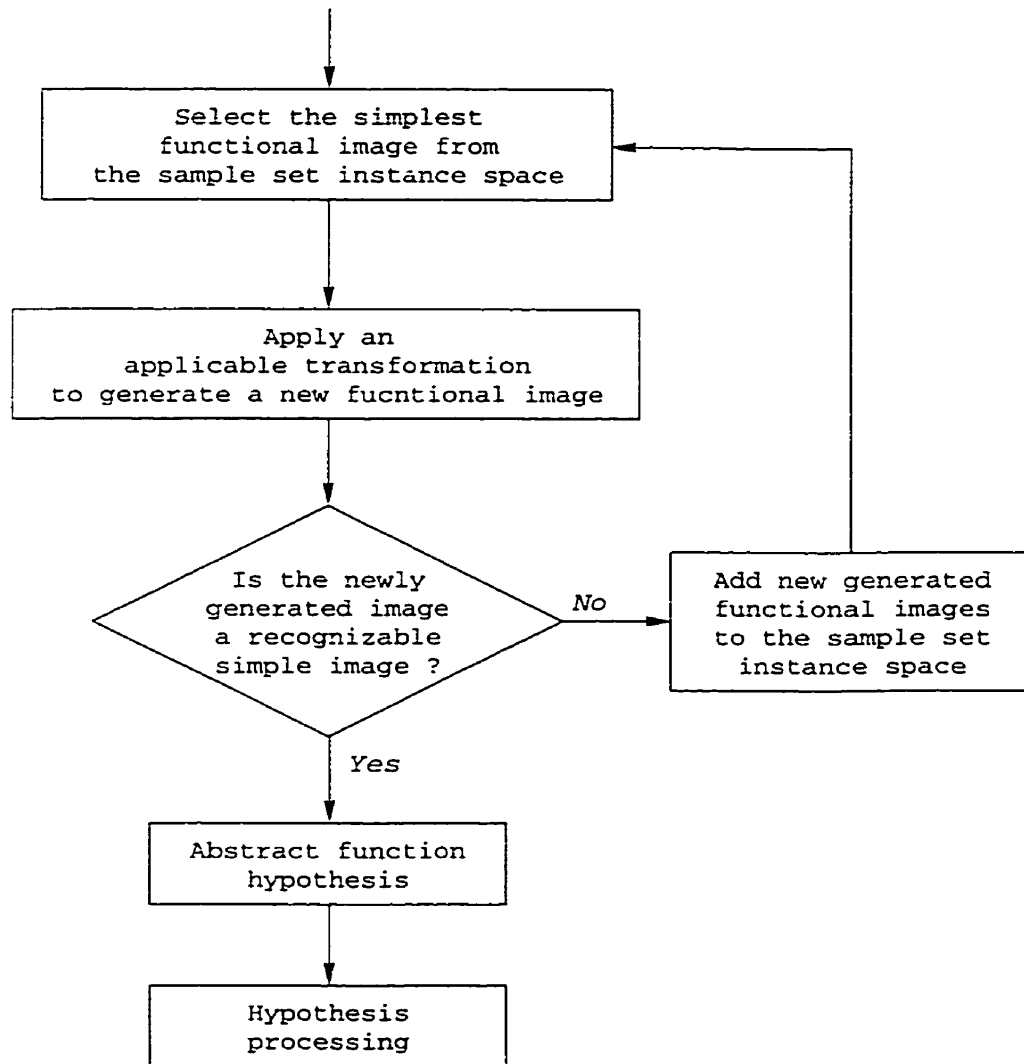 Select the simplest
functional image from
the sample set instance space
Apply an
applicable transformation
to generate a new fucntional image
Is the newly
generated image
a recognizable
simple image ?
No
Add new generated
functional images
to the sample set
instance space
Yes
Abstract function
hypothesis
Hypothesis
processing